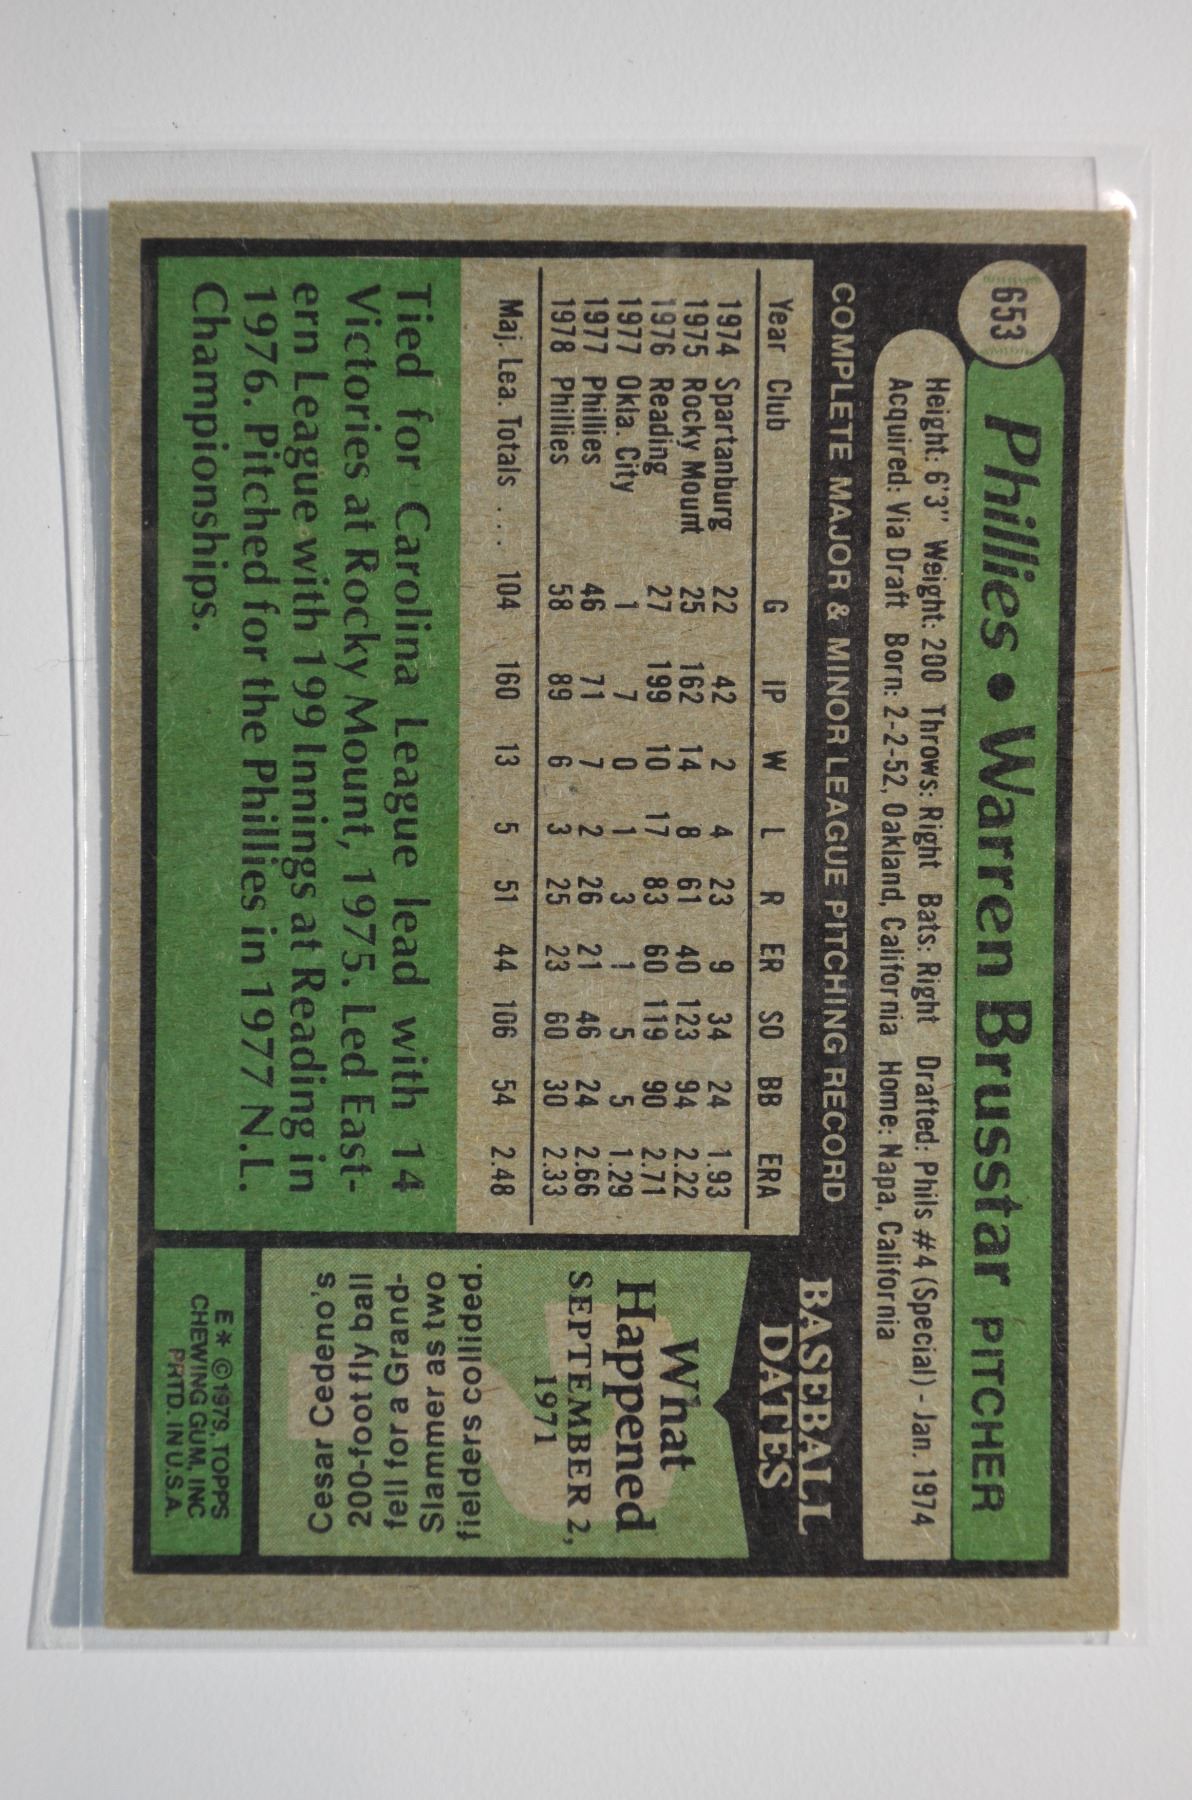 653
Phillies • Warren Brusstar PITCHER
Height: 6'3" Weight: 200 Throws: Right Bats: Right Drafted: Phils #4 (Special) - Jan. 1974
Acquired: Via Draft Born: 2-2-52, Oakland, California Home: Napa, California
COMPLETE MAJOR & MINOR LEAGUE PITCHING RECORD
Year Club G IP W L R ER SO BB ERA
1974 Spartanburg 22 42 2 4 23 9 34 24 1.93
1975 Rocky Mount 25 162 14 8 61 40 123 94 2.22
1976 Reading 27 199 10 17 83 60 119 90 2.71
1977 Okla. City 1 7 0 1 3 1 5 5 1.29
1977 Phillies 46 71 7 2 26 21 46 24 2.66
1978 Phillies 58 89 6 3 25 23 60 30 2.33
Maj. Lea. Totals . . . 104 160 13 5 51 44 106 54 2.48
Tied for Carolina League lead with 14
Victories at Rocky Mount, 1975. Led East-
ern League with 199 Innings at Reading in
1976. Pitched for the Phillies in 1977 N.L.
Championships.
BASEBALL
DATES
What
Happened
SEPTEMBER 2,
1971
Cesar Cedeno's
200-foot fly ball
fell for a Grand-
Slammer as two
fielders collided.
E* © 1979, TOPPS
CHEWING GUM, INC
PRTD. IN U.S.A.